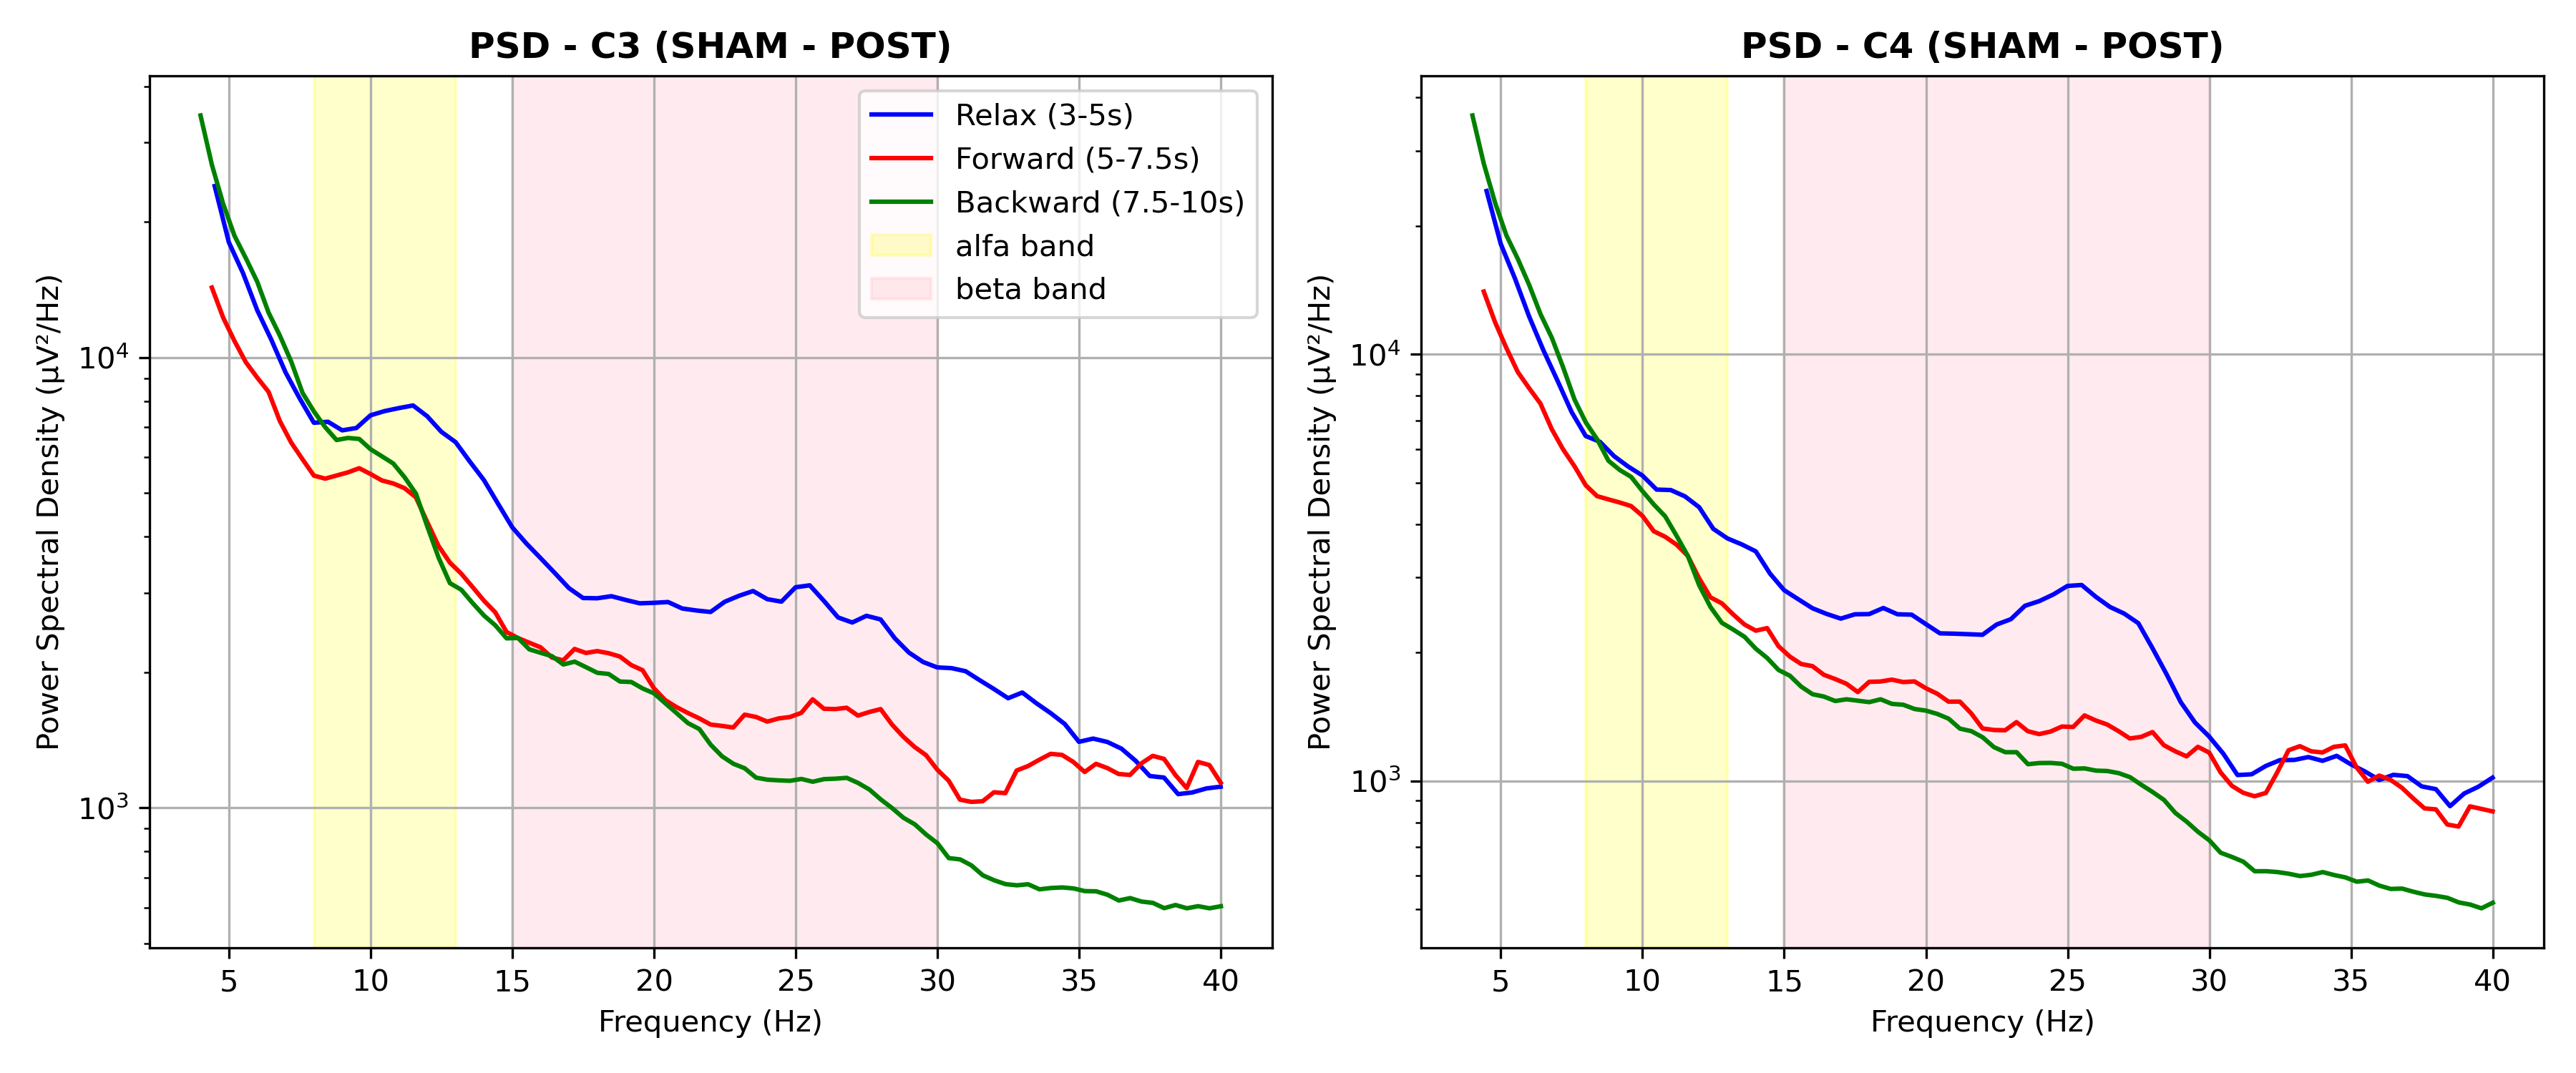 PSD - C3 (SHAM - POST)
Power Spectral Density (µV²/Hz)
10⁴
10³
Relax (3-5s)
Forward (5-7.5s)
Backward (7.5-10s)
alfa band
beta band
5 10 15 20 25 30 35 40
Frequency (Hz)
PSD - C4 (SHAM - POST)
Power Spectral Density (µV²/Hz)
10⁴
10³
5 10 15 20 25 30 35 40
Frequency (Hz)